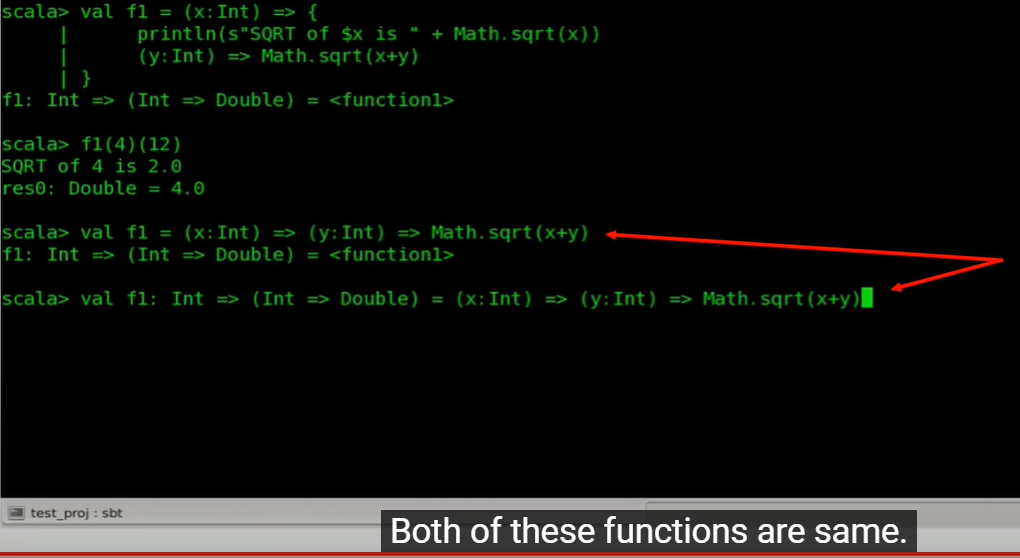 scala> val f1 = (x:Int) => {
     |      println(s"SQRT of $x is " + Math.sqrt(x))
     |      (y:Int) => Math.sqrt(x+y)
     | }
f1: Int => (Int => Double) = <function1>
scala> f1(4)(12)
SQRT of 4 is 2.0
res0: Double = 4.0
scala> val f1 = (x:Int) => (y:Int) => Math.sqrt(x+y)
f1: Int => (Int => Double) = <function1>
scala> val f1: Int => (Int => Double) = (x:Int) => (y:Int) => Math.sqrt(x+y)
test_proj : sbt
Both of these functions are same.